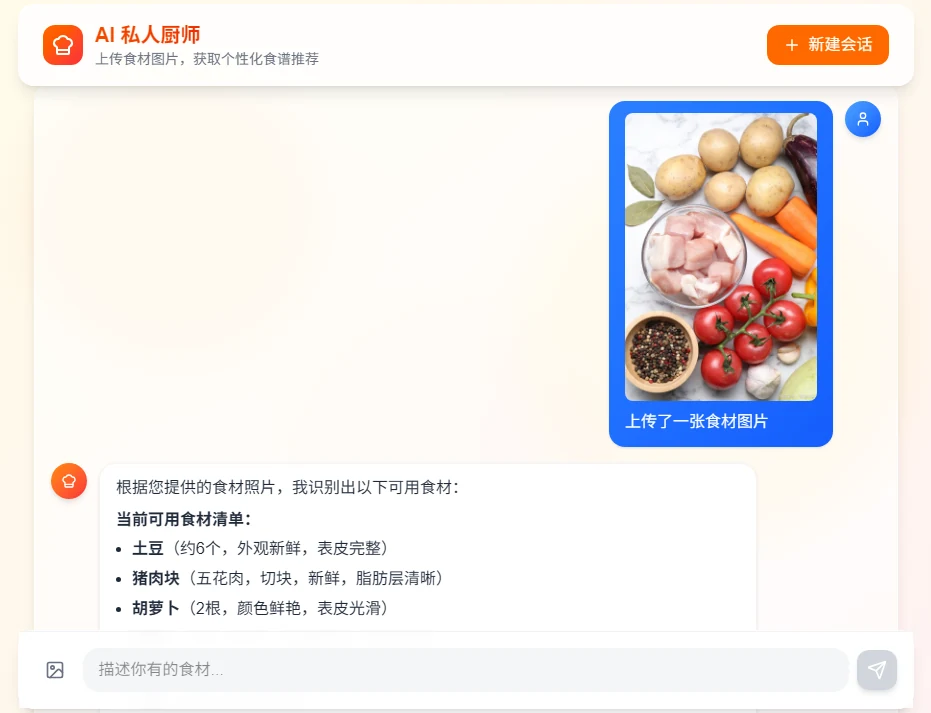 AI 私人厨师
上传食材图片，获取个性化食谱推荐
新建会话
上传了一张食材图片
根据您提供的食材照片，我识别出以下可用食材：
当前可用食材清单：
土豆（约6个，外观新鲜，表皮完整）
猪肉块（五花肉，切块，新鲜，脂肪层清晰）
胡萝卜（2根，颜色鲜艳，表皮光滑）
描述你有的食材...